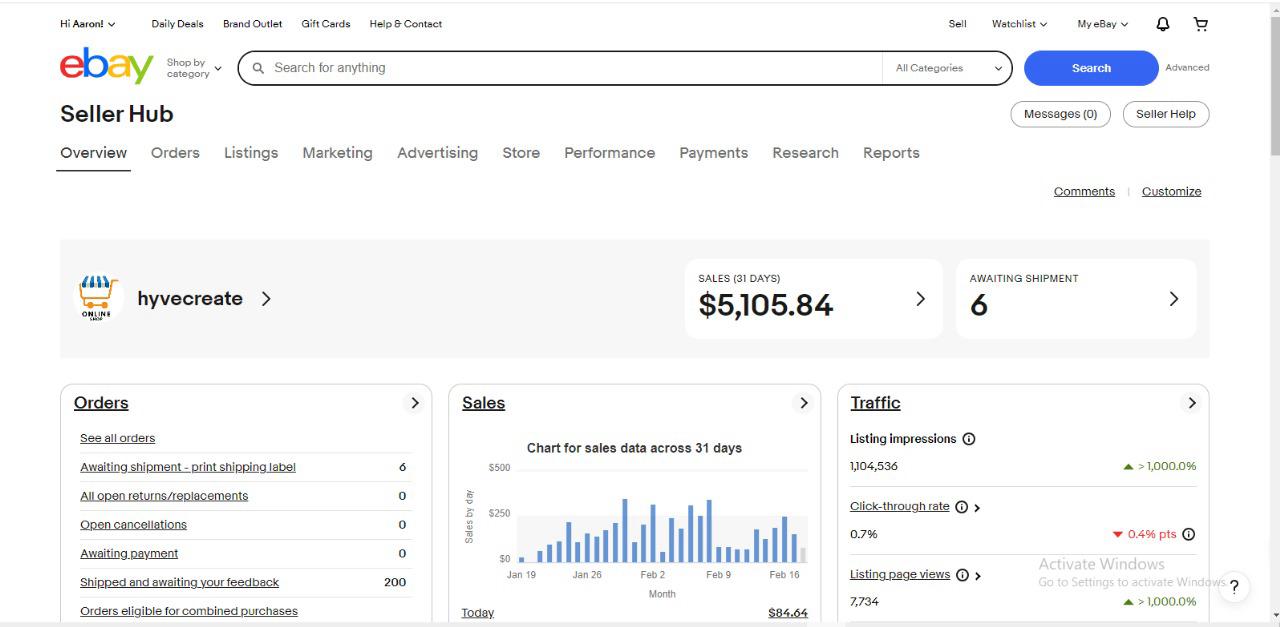 Hi Aaron! Daily Deals Brand Outlet Gift Cards Help & Contact Sell Watchlist My eBay
ebay Shop by category Search for anything All Categories Search Advanced
Seller Hub Messages (0) Seller Help
Overview Orders Listings Marketing Advertising Store Performance Payments Research Reports
Comments | Customize
ONLINE
SHOP
hyvecreate
SALES (31 DAYS)
$5,105.84
AWAITING SHIPMENT
6
Orders
See all orders
Awaiting shipment - print shipping label 6
All open returns/replacements 0
Open cancellations 0
Awaiting payment 0
Shipped and awaiting your feedback 200
Orders eligible for combined purchases
Sales
Chart for sales data across 31 days
$500
$250
$0
Sales by day
Jan 19 Jan 26 Feb 2 Feb 9 Feb 16
Month
Today $84.64
Traffic
Listing impressions
1,104,536 > 1,000.0%
Click-through rate
0.7% 0.4% pts
Listing page views
7,734 > 1,000.0%
Activate Windows
Go to Settings to activate Windows.
?